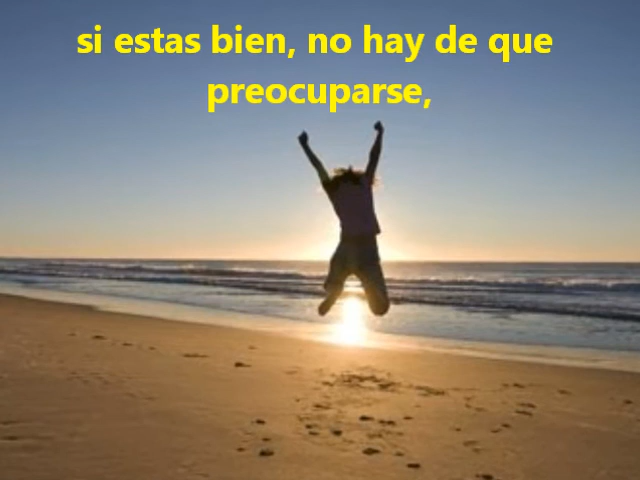 si estas bien, no hay de que
preocuparse,